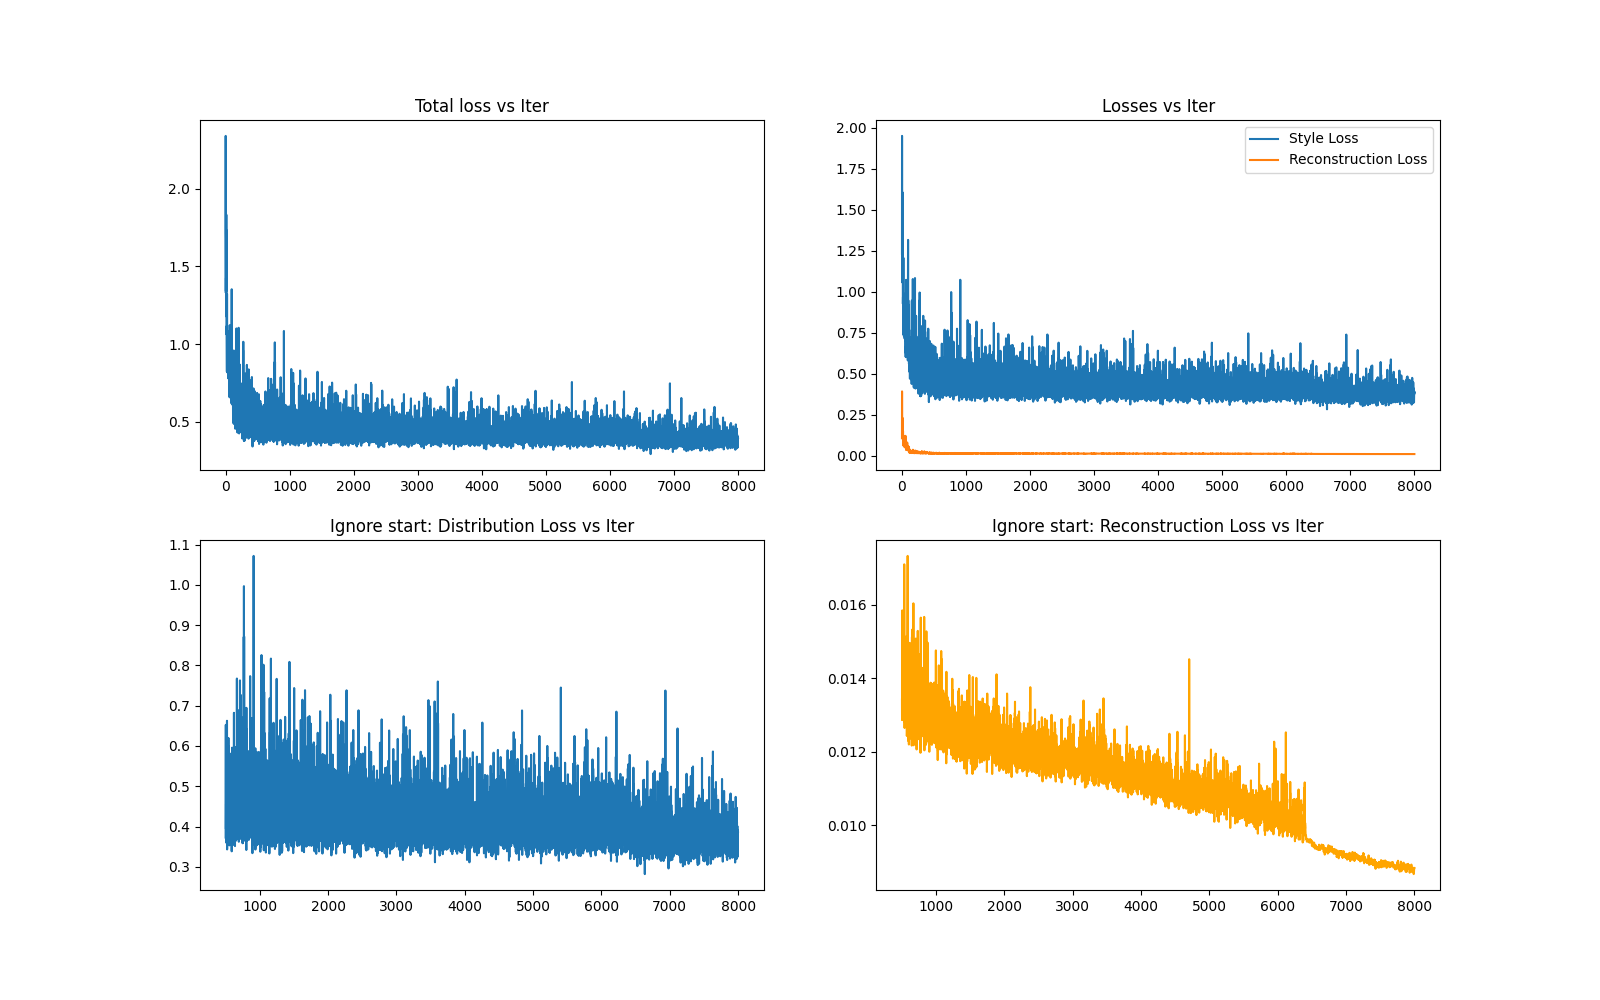 Total loss vs Iter
2.0
1.5
1.0
0.5
0 1000 2000 3000 4000 5000 6000 7000 8000
Losses vs Iter
Style Loss
Reconstruction Loss
2.00
1.75
1.50
1.25
1.00
0.75
0.50
0.25
0.00
0 1000 2000 3000 4000 5000 6000 7000 8000
Ignore start: Distribution Loss vs Iter
1.1
1.0
0.9
0.8
0.7
0.6
0.5
0.4
0.3
1000 2000 3000 4000 5000 6000 7000 8000
Ignore start: Reconstruction Loss vs Iter
0.016
0.014
0.012
0.010
1000 2000 3000 4000 5000 6000 7000 8000